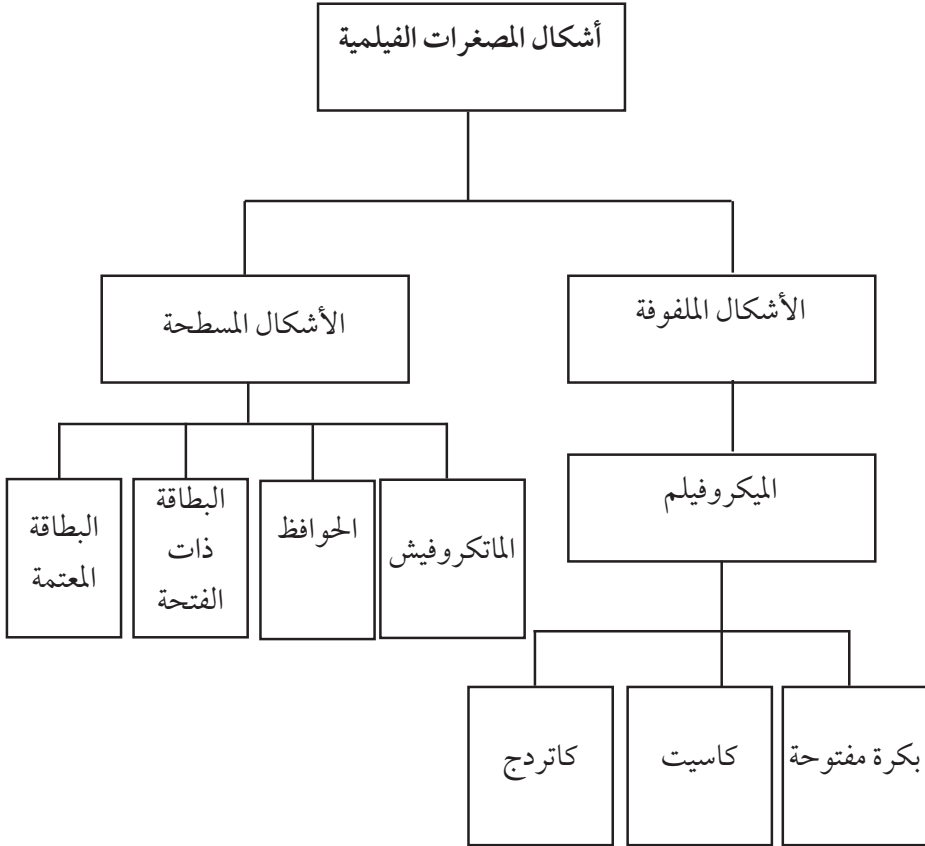 أشكال المصغرات الفيلمية
الأشكال الملفوفة
الأشكال المسطحة
الميكروفيلم
الماتكروفيش
الحوافظ
البطاقة
ذات
الفتحة
البطاقة
المعتمة
بكرة مفتوحة
كاسيت
كاتردج